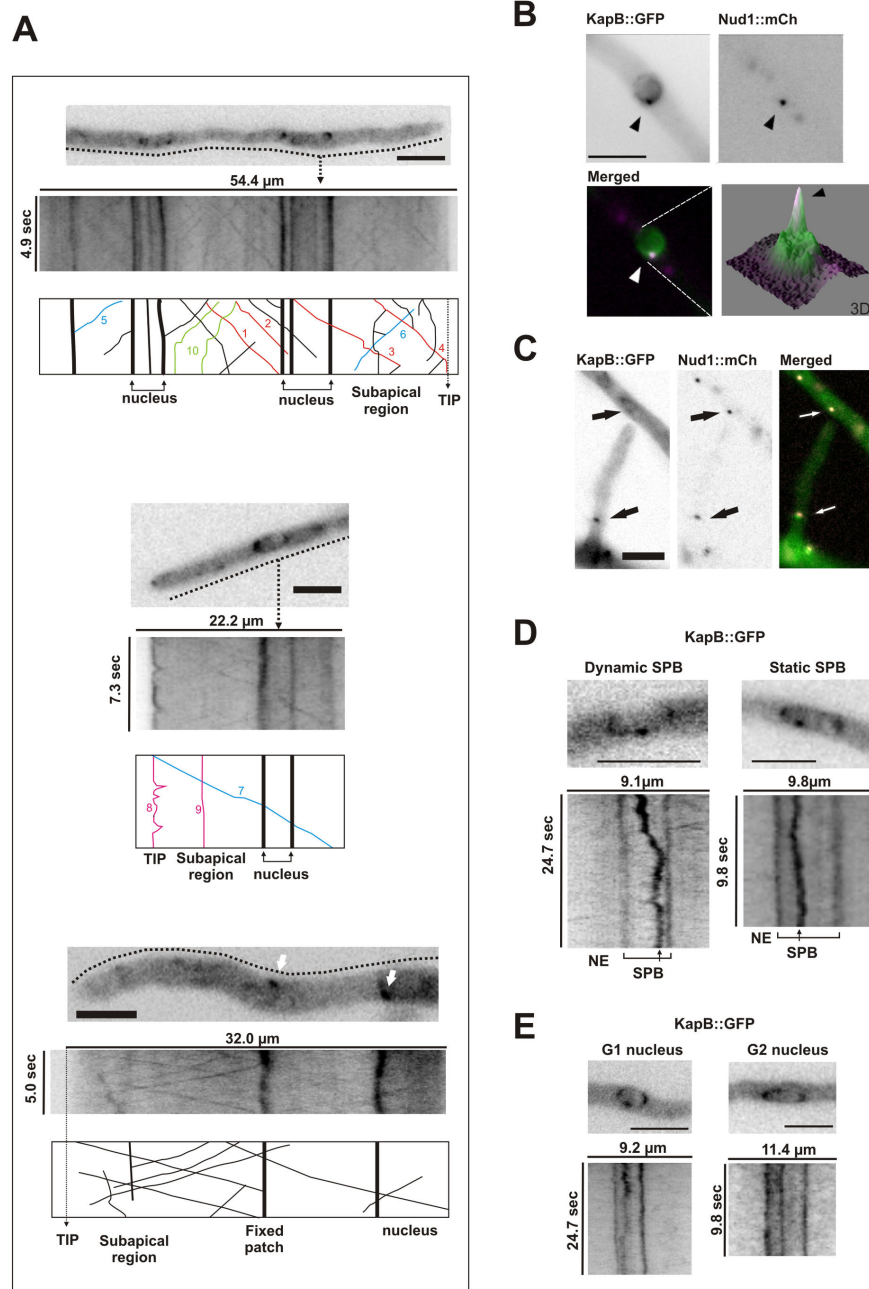 A
54.4 µm
4.9 sec
5
10
1
2
3
6
4
nucleus
nucleus
Subapical
region
TIP
22.2 µm
7.3 sec
8
9
7
TIP
Subapical
region
nucleus
32.0 µm
5.0 sec
TIP
Subapical
region
Fixed
patch
nucleus
B
KapB::GFP
Nud1::mCh
Merged
3D
C
KapB::GFP
Nud1::mCh
Merged
D
KapB::GFP
Dynamic SPB
Static SPB
9.1µm
9.8µm
24.7 sec
9.8 sec
NE
SPB
NE
SPB
E
KapB::GFP
G1 nucleus
G2 nucleus
9.2 µm
11.4 µm
24.7 sec
9.8 sec